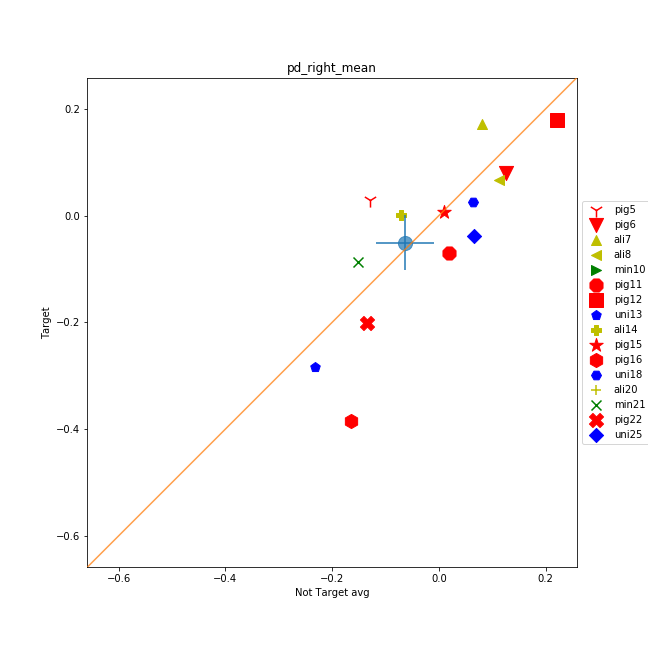 pd_right_mean
0.2
0.0
−0.2
−0.4
−0.6
Target
−0.6
−0.4
−0.2
0.0
0.2
Not Target avg
pig5
pig6
ali7
ali8
min10
pig11
pig12
uni13
ali14
pig15
pig16
uni18
ali20
min21
pig22
uni25